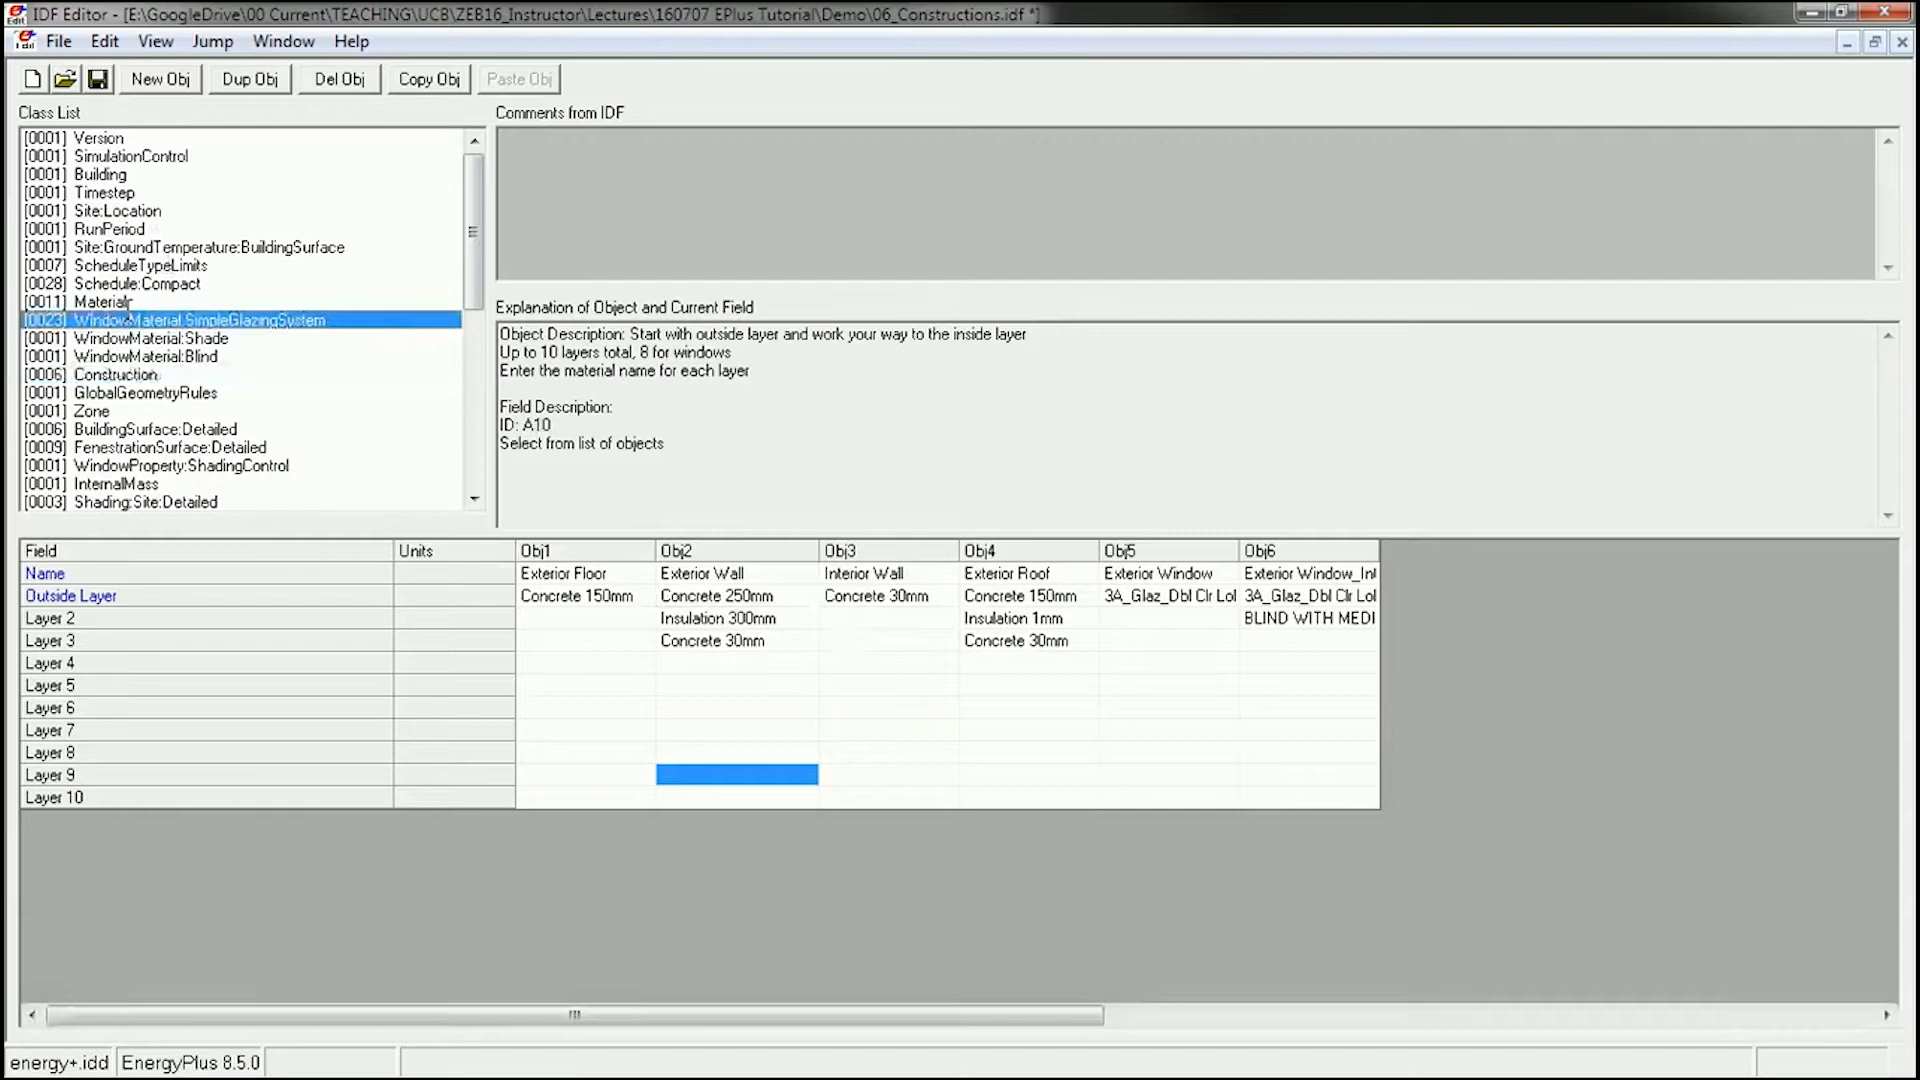 IDF Editor - [E:\GoogleDrive\00 Current\TEACHING\UCB\ZEB16_Instructor\Lectures\160707 EPlus Tutorial\Demo\06_Constructions.idf *]
File Edit View Jump Window Help
New Obj Dup Obj Del Obj Copy Obj Paste Obj
Class List
[0001] Version
[0001] SimulationControl
[0001] Building
[0001] Timestep
[0001] Site:Location
[0001] RunPeriod
[0001] Site:GroundTemperature:BuildingSurface
[0007] ScheduleTypeLimits
[0028] Schedule:Compact
[0011] Material
[0023] WindowMaterial:SimpleGlazingSystem
[0001] WindowMaterial:Shade
[0001] WindowMaterial:Blind
[0006] Construction
[0001] GlobalGeometryRules
[0001] Zone
[0006] BuildingSurface:Detailed
[0009] FenestrationSurface:Detailed
[0001] WindowProperty:ShadingControl
[0001] InternalMass
[0003] Shading:Site:Detailed
Comments from IDF
Explanation of Object and Current Field
Object Description: Start with outside layer and work your way to the inside layer
Up to 10 layers total, 8 for windows
Enter the material name for each layer
Field Description:
ID: A10
Select from list of objects
Field Units Obj1 Obj2 Obj3 Obj4 Obj5 Obj6
Name Exterior Floor Exterior Wall Interior Wall Exterior Roof Exterior Window Exterior Window_Int
Outside Layer Concrete 150mm Concrete 250mm Concrete 30mm Concrete 150mm 3A_Glaz_Dbl Clr Lol 3A_Glaz_Dbl Clr Lol
Layer 2 Insulation 300mm Insulation 1mm BLIND WITH MEDI
Layer 3 Concrete 30mm Concrete 30mm
Layer 4
Layer 5
Layer 6
Layer 7
Layer 8
Layer 9
Layer 10
energy+.idd EnergyPlus 8.5.0